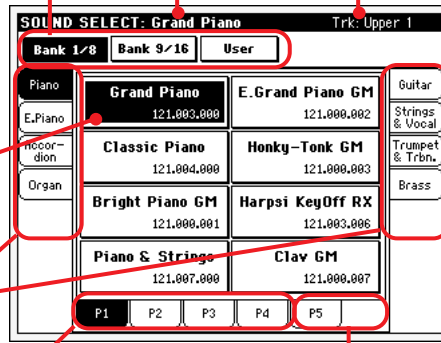 SOUND SELECT: Grand Piano Trk: Upper 1
Bank 1/8 Bank 9/16 User
Piano
E.Piano
Accor-
dion
Organ
Grand Piano
121.003.000
E.Grand Piano GM
121.000.002
Classic Piano
121.004.000
Honky-Tonk GM
121.000.003
Bright Piano GM
121.000.001
Harpsi KeyOff RX
121.003.006
Piano & Strings
121.007.000
Clav GM
121.000.007
Guitar
Strings
& Vocal
Trumpet
& Trbn.
Brass
P1 P2 P3 P4 P5